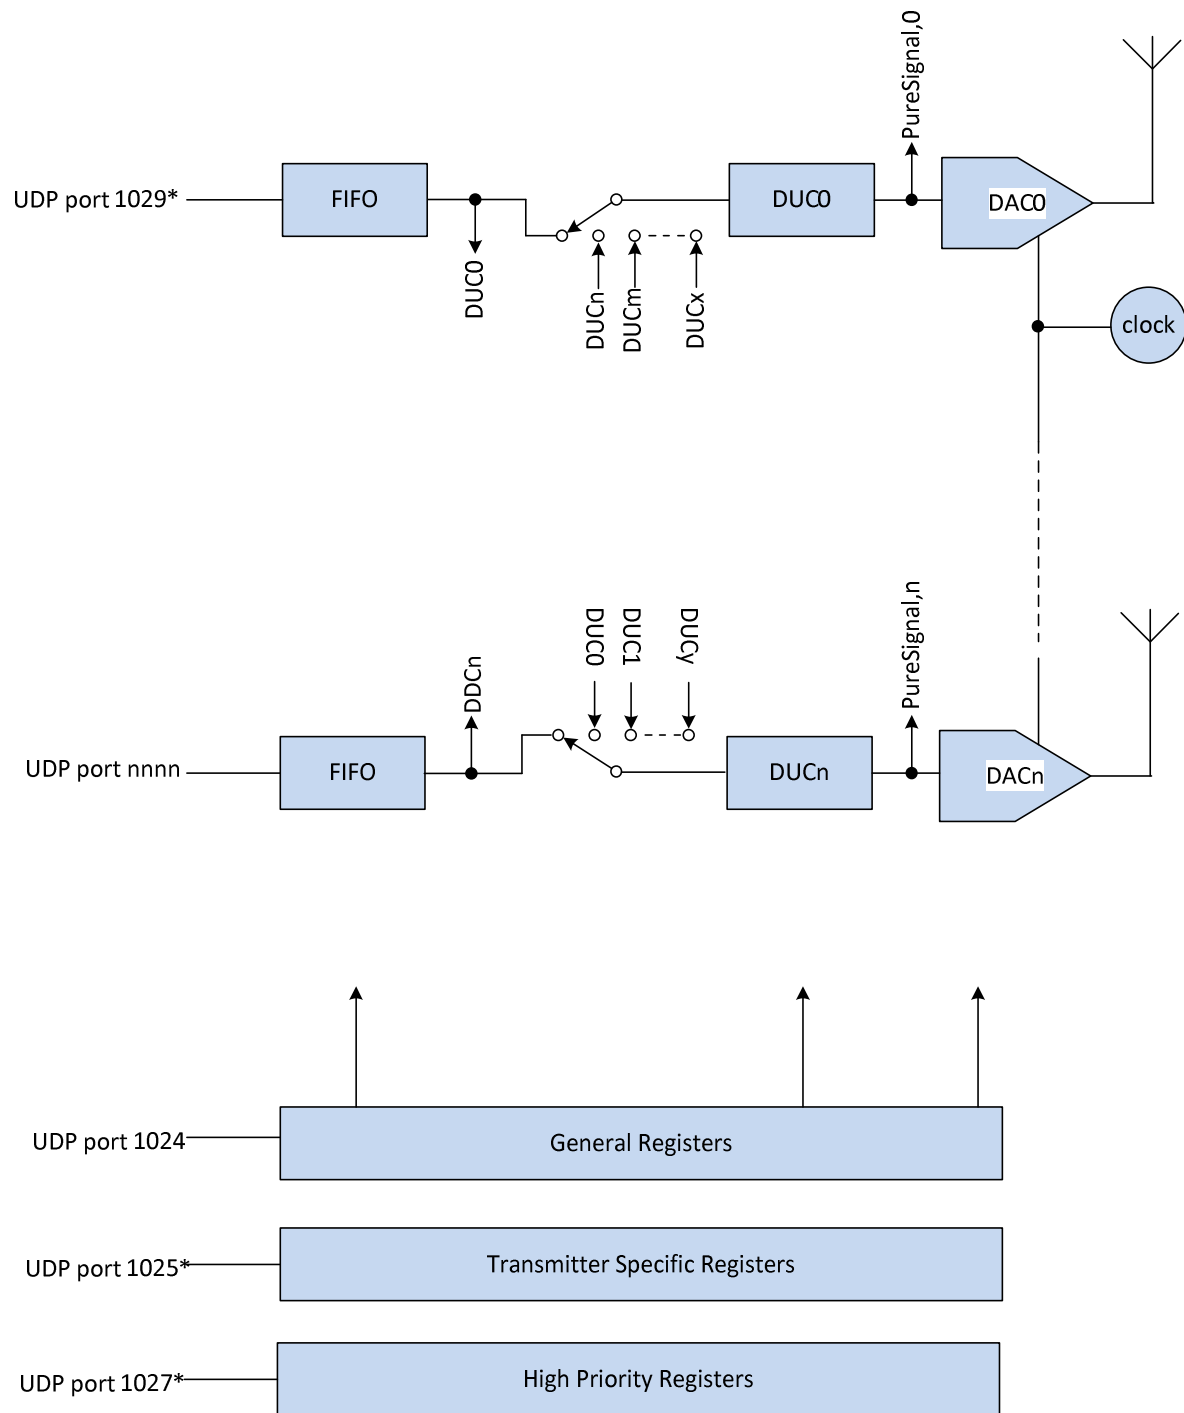 PureSignal,0
UDP port 1029*
FIFO
DUC0
DAC0
DUC0
DUCn
DUCm
DUCx
clock
DUC0
DUC1
DUCy
DDCn
PureSignal,n
UDP port nnnn
FIFO
DUCn
DACn
UDP port 1024
General Registers
UDP port 1025*
Transmitter Specific Registers
UDP port 1027*
High Priority Registers